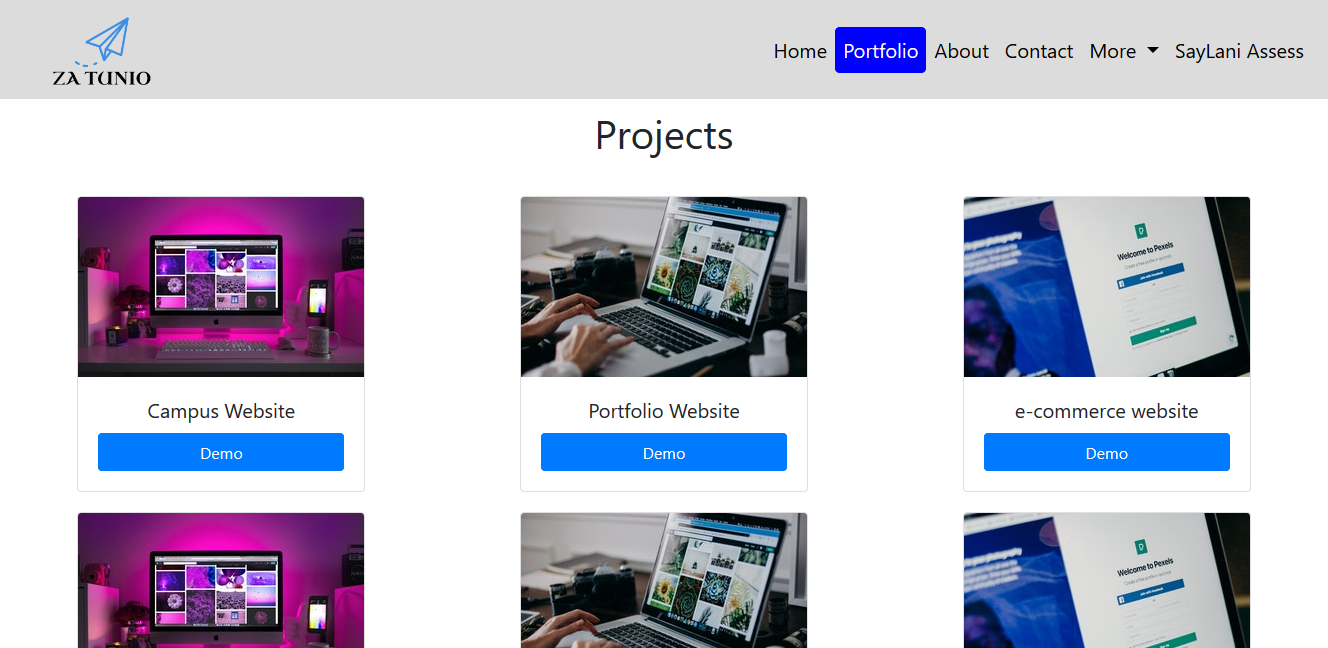 ZA TUNIO
Home Portfolio About Contact More SayLani Assess
Projects
Welcome to Pexels
Campus Website
Portfolio Website
e-commerce website
Demo
Demo
Demo
Welcome to Pexels